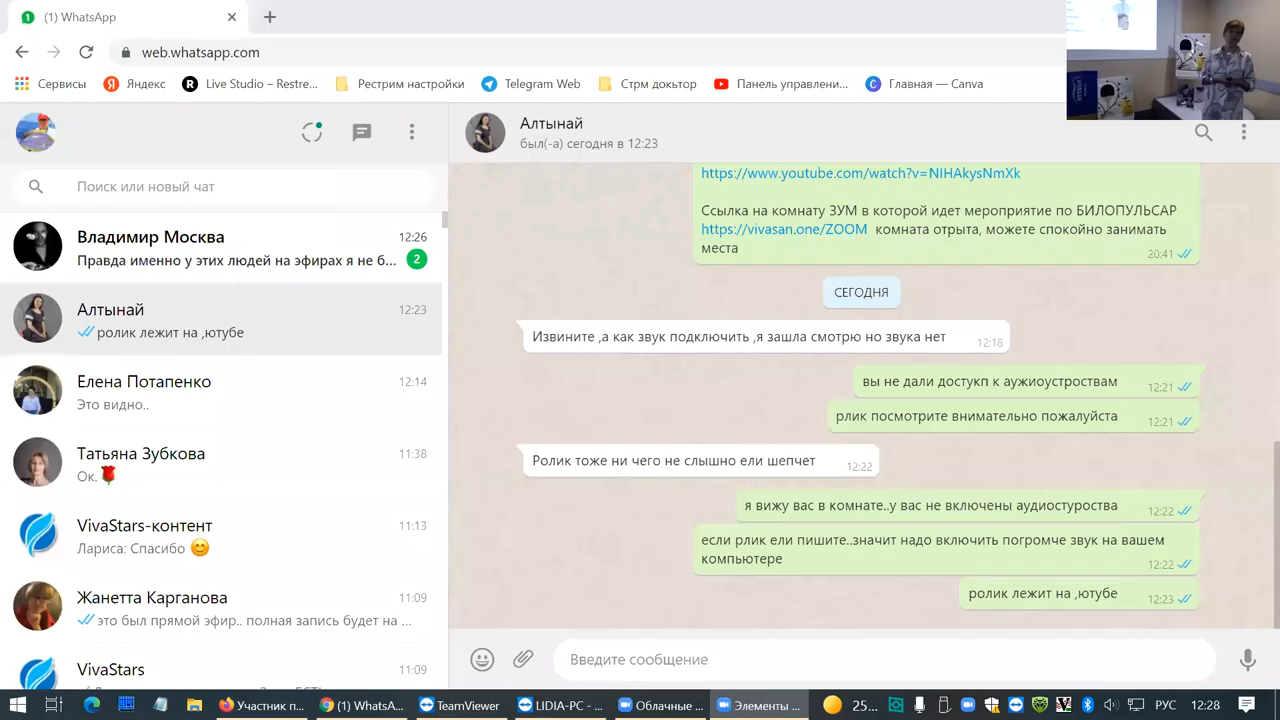 (1) WhatsApp
web.whatsapp.com
Сервисы
Яндекс
Live Studio – Restre...
Рестрим настройки
Telegram Web
Стрм доктор
Панель управлени...
Главная — Canva
Алтынай
был(-а) сегодня в 12:23
Поиск или новый чат
Владимир Москва 12:26
Правда именно у этих людей на эфирах я не б... 2
Алтынай 12:23
ролик лежит на ,ютубе
Елена Потапенко 12:14
Это видно..
Татьяна Зубкова 11:38
Ок.
VivaStars-контент 11:13
Лариса: Спасибо
Жанетта Карганова 11:09
это был прямой эфир.. полная запись будет на ...
VivaStars 11:09
https://www.youtube.com/watch?v=NIHAkysNmXk
Ссылка на комнату ЗУМ в которой идет мероприятие по БИЛОПУЛЬСАР
https://vivasan.one/ZOOM комната отрыта, можете спокойно занимать
места 20:41
СЕГОДНЯ
Извините ,а как звук подключить ,я зашла смотрю но звука нет 12:18
вы не дали достукп к аужиоустроствам 12:21
рлик посмотрите внимательно пожалуйста 12:21
Ролик тоже ни чего не слышно ели шепчет 12:22
я вижу вас в комнате..у вас не включены аудиостуроства 12:22
если рлик ели пишите..значит надо включить погромче звук на вашем
компьютере 12:22
ролик лежит на ,ютубе 12:23
Введите сообщение
Участник п...
(1) WhatsA...
TeamViewer
LIDIA-PC - ...
Облачные ...
Элементы ...
25...
РУС
12:28